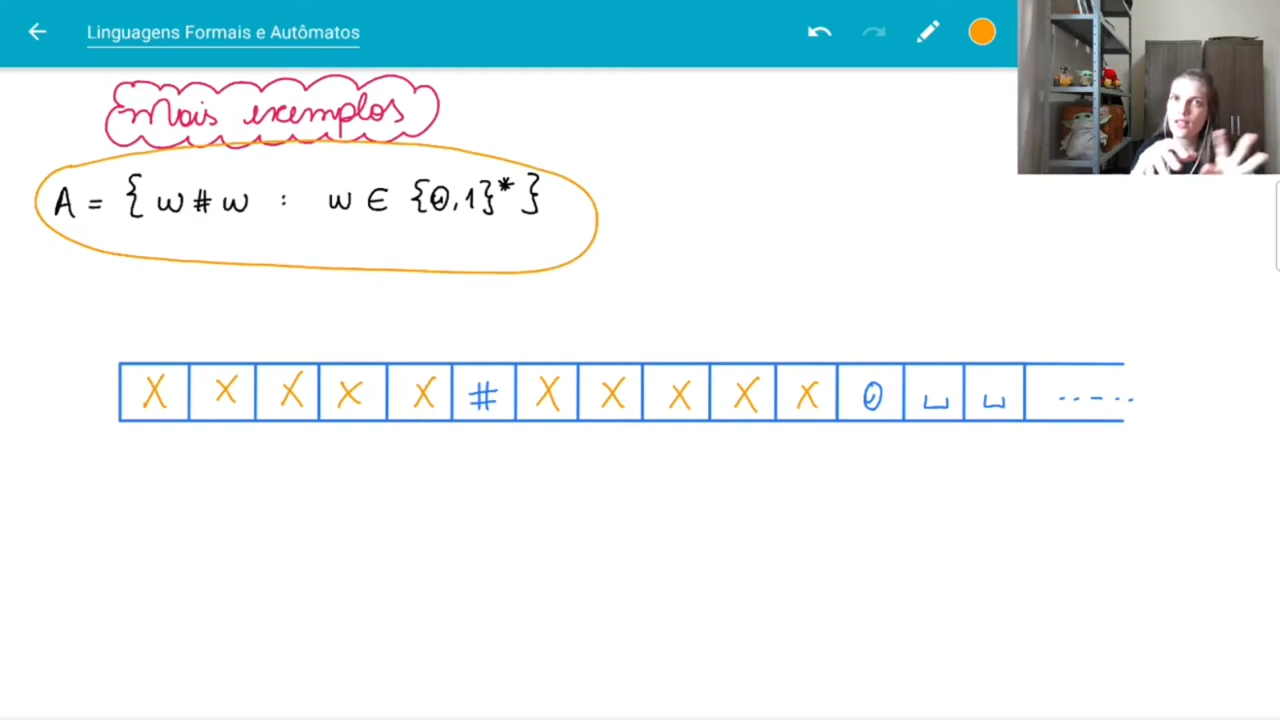 Linguagens Formais e Autômatos
Mais exemplos
A = { w # w : w ∈ {0,1}* }
X X X X X # X X X X X 0 ⊔ ⊔ ......